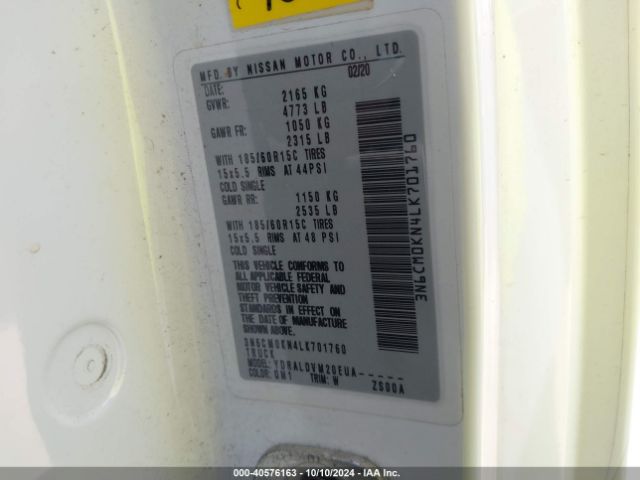 MFD. BY NISSAN MOTOR CO., LTD.
DATE: 02/20
GVWR: 2165 KG
4773 LB
GAWR FR: 1050 KG
2315 LB
WITH 185/60R15C TIRES
15x5.5 RIMS AT 44PSI
COLD SINGLE
GAWR RR: 1150 KG
2535 LB
WITH 185/60R15C TIRES
15x5.5 RIMS AT 48 PSI
COLD SINGLE
THIS VEHICLE CONFORMS TO
ALL APPLICABLE FEDERAL
MOTOR VEHICLE SAFETY AND
THEFT PREVENTION
STANDARDS IN EFFECT ON
THE DATE OF MANUFACTURE
SHOWN ABOVE.
3N6CM0KN4LK701760
TRUCK
MODEL: YDRALDVM20EUA-----
COLOR: QM1 TRIM: W ZS00A
3N6CM0KN4LK701760
000-40576163 - 10/10/2024 - IAA Inc.